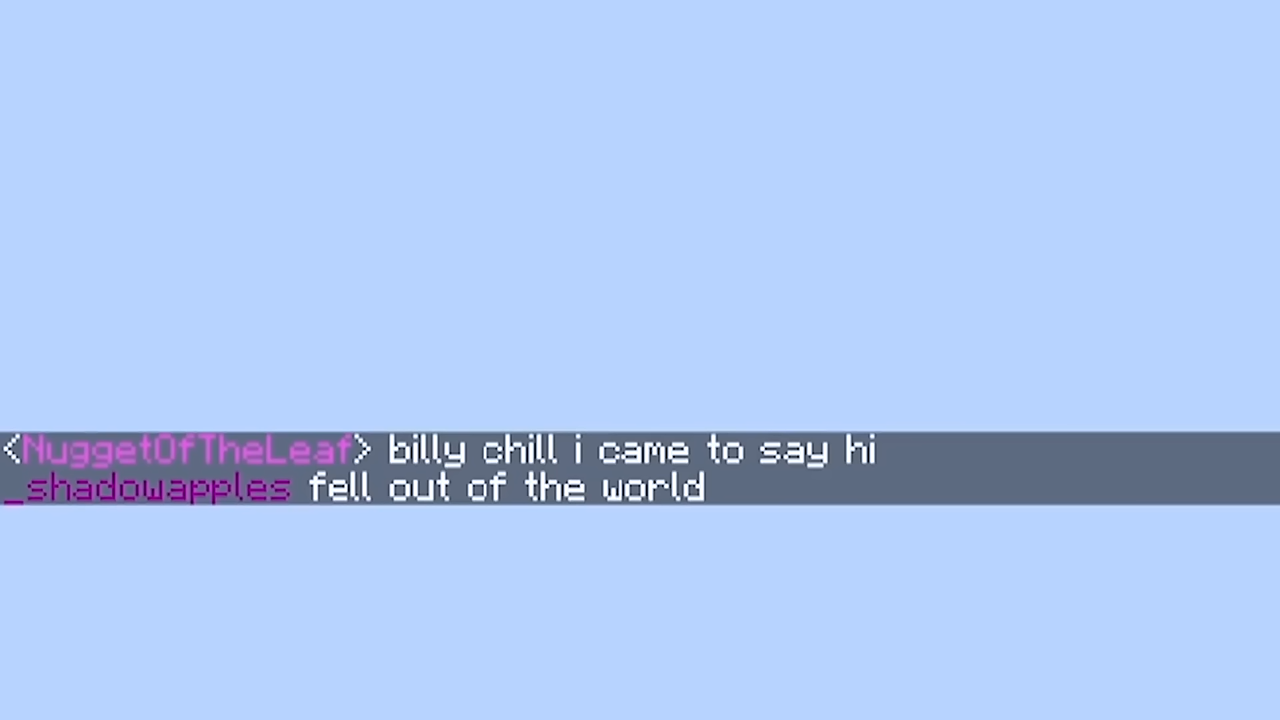 <NuggetOfTheLeaf> billy chill i came to say hi
_shadowapples fell out of the world